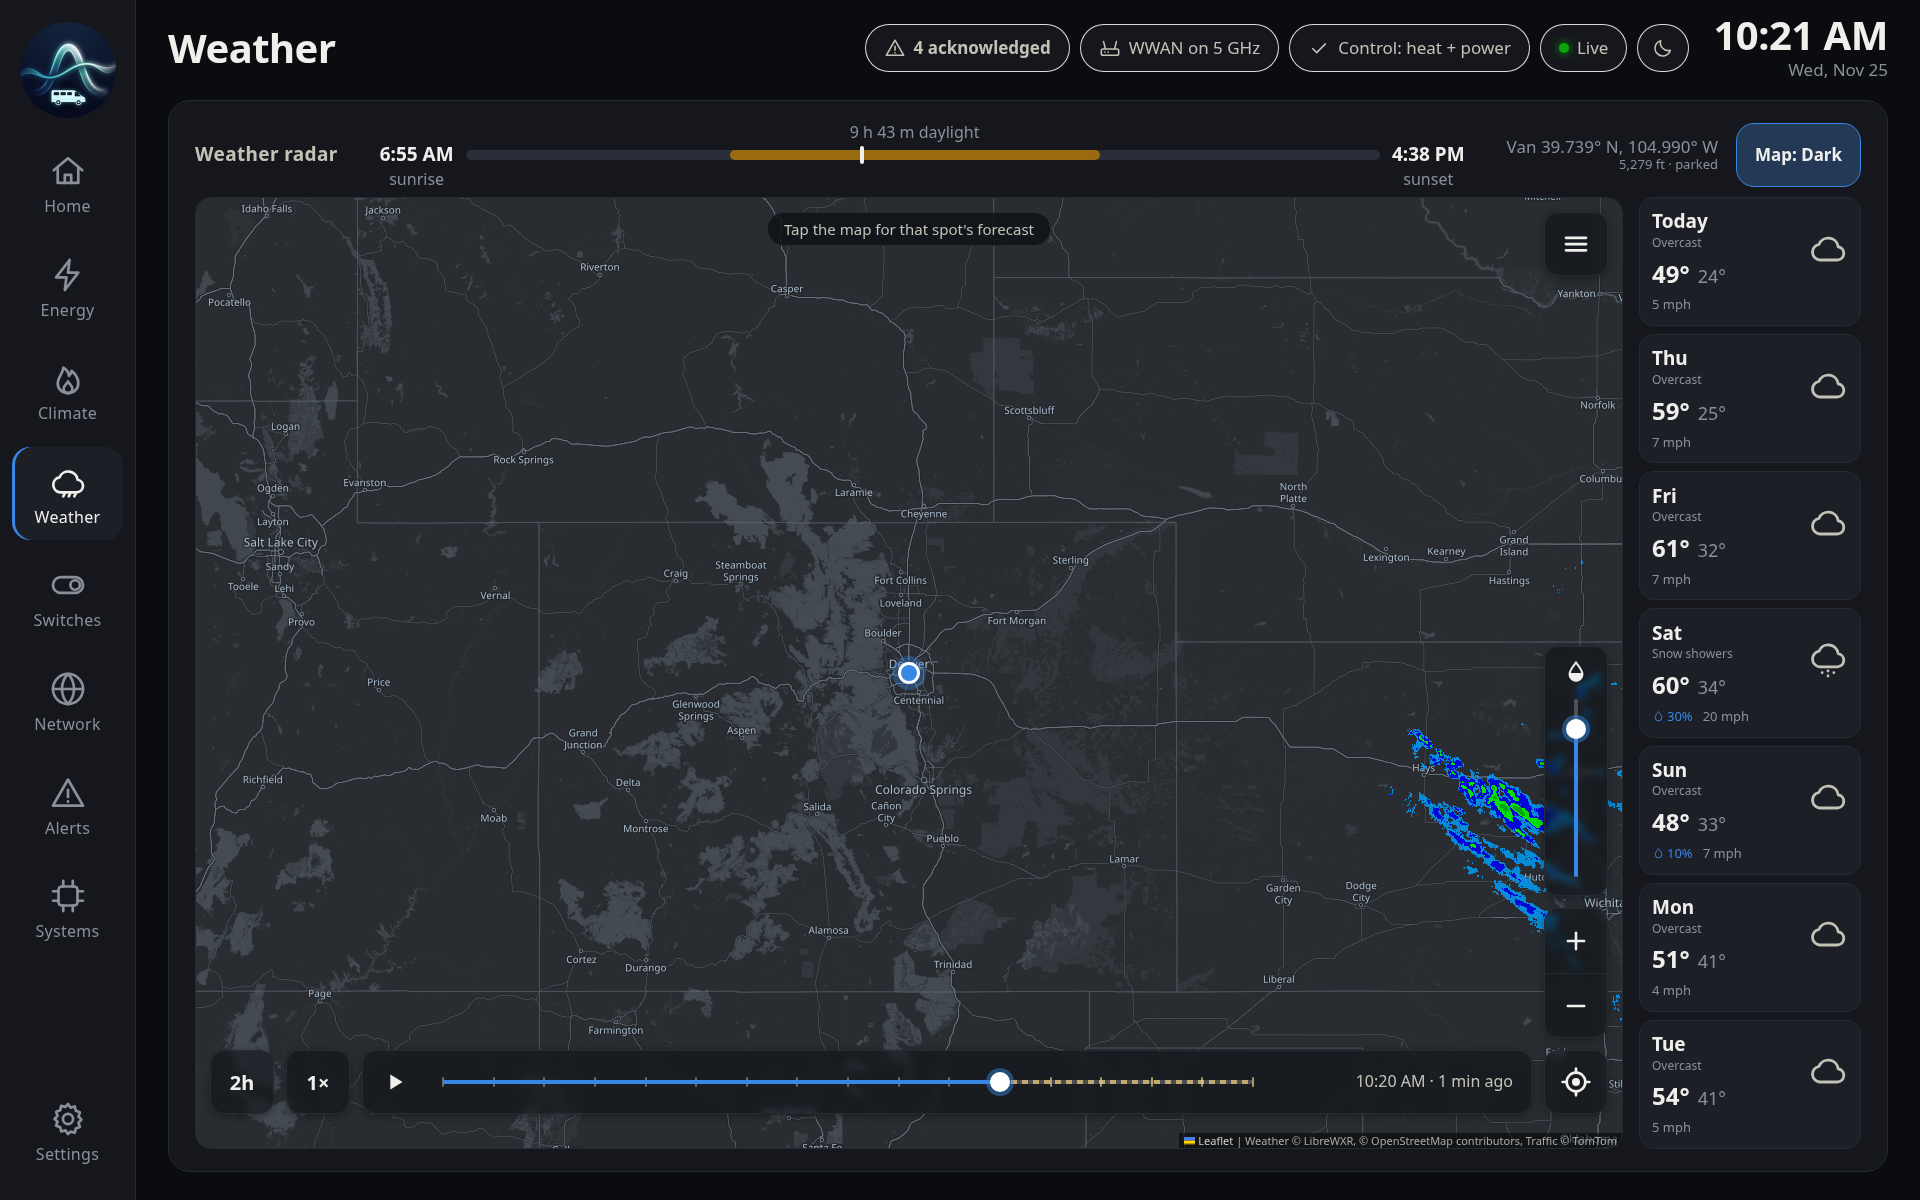 Weather
4 acknowledged
WWAN on 5 GHz
Control: heat + power
Live
10:21 AM
Wed, Nov 25
Home
Energy
Climate
Weather
Switches
Network
Alerts
Systems
Settings
Weather radar
6:55 AM
sunrise
9 h 43 m daylight
4:38 PM
sunset
Van 39.739° N, 104.990° W
5,279 ft · parked
Map: Dark
Tap the map for that spot's forecast
Idaho Falls
Jackson
Riverton
Casper
Pocatello
Yankton
Scottsbluff
Norfolk
Logan
Rock Springs
Evanston
Laramie
North
Platte
Columbu
Ogden
Cheyenne
Layton
Salt Lake City
Sandy
Tooele
Lehi
Provo
Vernal
Craig
Steamboat
Springs
Fort Collins
Loveland
Sterling
Lexington
Kearney
Grand
Island
Hastings
Boulder
Fort Morgan
Denver
Centennial
Price
Glenwood
Springs
Aspen
Grand
Junction
Hays
Richfield
Delta
Colorado Springs
Moab
Montrose
Salida
Cañon
City
Pueblo
Lamar
Garden
City
Dodge
City
Hutc
Wichita
Alamosa
Cortez
Durango
Trinidad
Liberal
Page
Farmington
Santa Fe
2h
1×
10:20 AM · 1 min ago
Leaflet | Weather © LibreWXR, © OpenStreetMap contributors, Traffic © TomTom
Today
Overcast
49° 24°
5 mph
Thu
Overcast
59° 25°
7 mph
Fri
Overcast
61° 32°
7 mph
Sat
Snow showers
60° 34°
30% 20 mph
Sun
Overcast
48° 33°
10% 7 mph
Mon
Overcast
51° 41°
4 mph
Tue
Overcast
54° 41°
5 mph